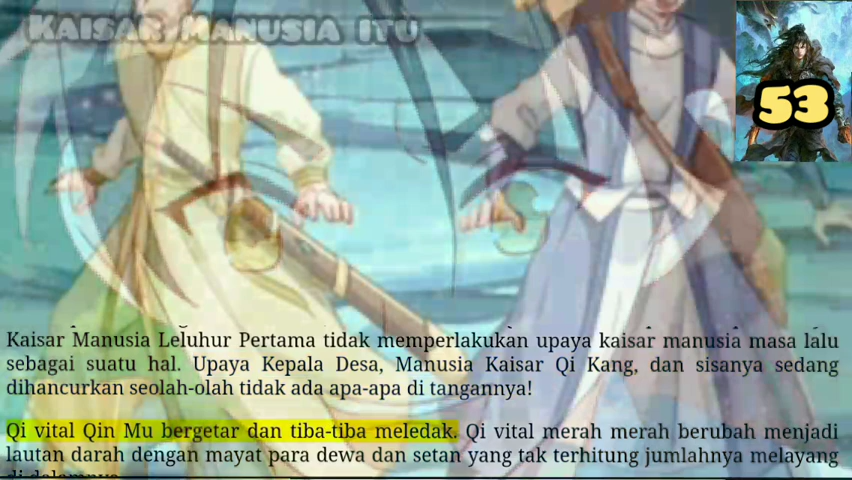 KAISAR MANUSIA ITU
53
Kaisar Manusia Leluhur Pertama tidak memperlakukan upaya kaisar manusia masa lalu
sebagai suatu hal. Upaya Kepala Desa, Manusia Kaisar Qi Kang, dan sisanya sedang
dihancurkan seolah-olah tidak ada apa-apa di tangannya!
Qi vital Qin Mu bergetar dan tiba-tiba meledak. Qi vital merah merah berubah menjadi
lautan darah dengan mayat para dewa dan setan yang tak terhitung jumlahnya melayang